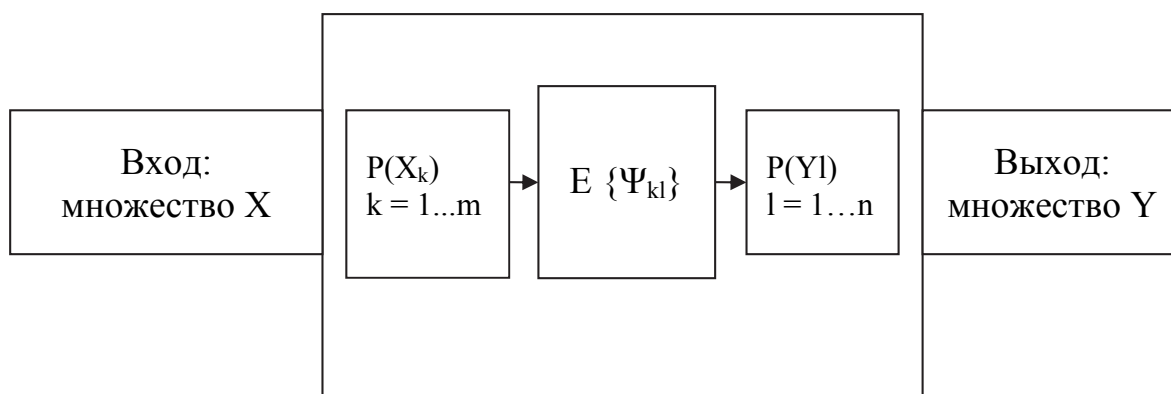 Вход:
множество X
P(Xₖ)
k = 1...m
E {Ψₖₗ}
P(Yl)
l = 1…n
Выход:
множество Y